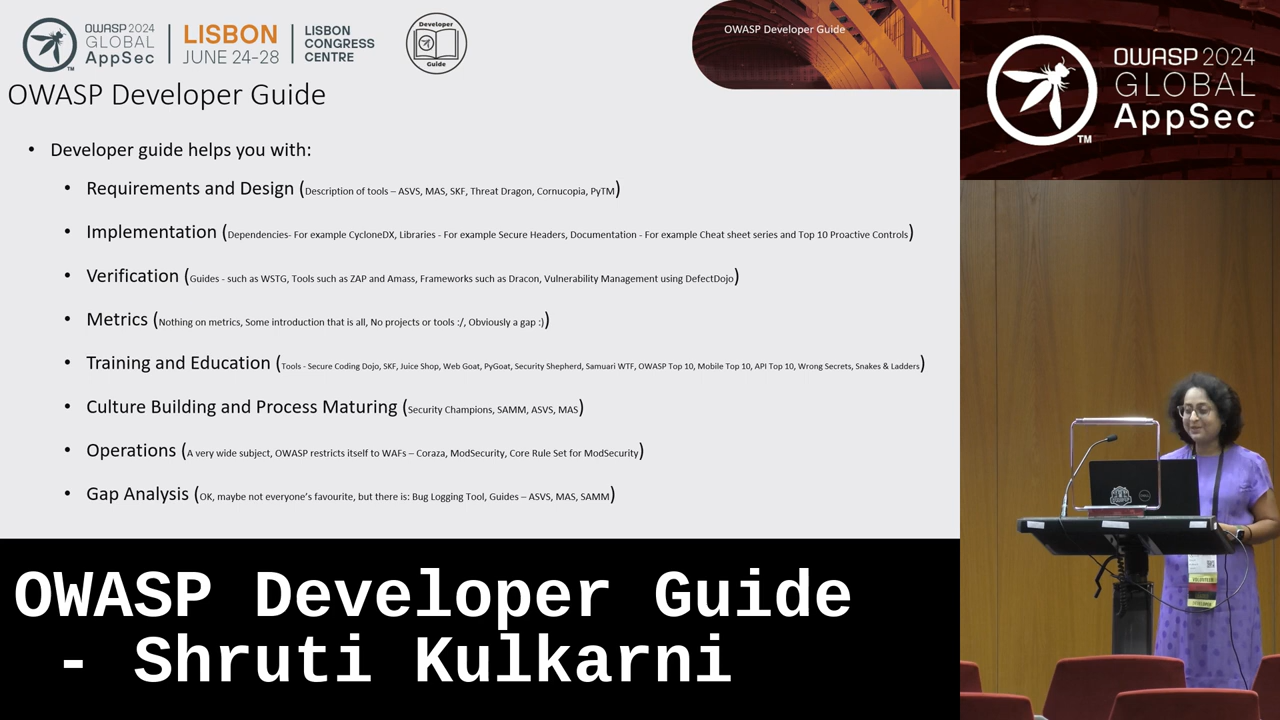 OWASP 2024
GLOBAL
AppSec
TM
LISBON
JUNE 24-28
LISBON
CONGRESS
CENTRE
Developer
Guide
OWASP Developer Guide
OWASP Developer Guide
• Developer guide helps you with:
• Requirements and Design (Description of tools – ASVS, MAS, SKF, Threat Dragon, Cornucopia, PyTM)
• Implementation (Dependencies- For example CycloneDX, Libraries - For example Secure Headers, Documentation - For example Cheat sheet series and Top 10 Proactive Controls)
• Verification (Guides - such as WSTG, Tools such as ZAP and Amass, Frameworks such as Dracon, Vulnerability Management using DefectDojo)
• Metrics (Nothing on metrics, Some introduction that is all, No projects or tools :/, Obviously a gap :))
• Training and Education (Tools - Secure Coding Dojo, SKF, Juice Shop, Web Goat, PyGoat, Security Shepherd, Samuari WTF, OWASP Top 10, Mobile Top 10, API Top 10, Wrong Secrets, Snakes & Ladders)
• Culture Building and Process Maturing (Security Champions, SAMM, ASVS, MAS)
• Operations (A very wide subject, OWASP restricts itself to WAFs – Coraza, ModSecurity, Core Rule Set for ModSecurity)
• Gap Analysis (OK, maybe not everyone's favourite, but there is: Bug Logging Tool, Guides – ASVS, MAS, SAMM)
OWASP 2024
GLOBAL
AppSec
TM
OWASP Developer Guide
- Shruti Kulkarni